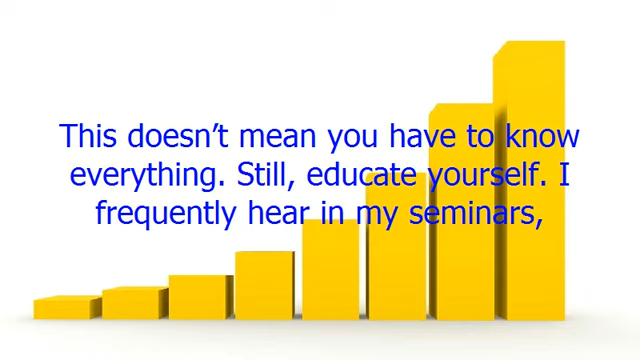 This doesn’t mean you have to know
everything. Still, educate yourself. I
frequently hear in my seminars,